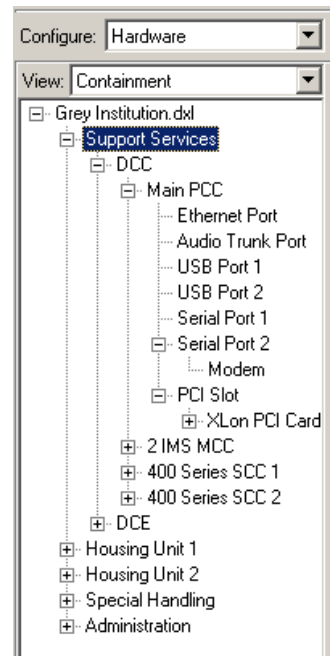 Configure: Hardware
View: Containment
Grey Institution.dxl
Support Services
DCC
Main PCC
Ethernet Port
Audio Trunk Port
USB Port 1
USB Port 2
Serial Port 1
Serial Port 2
Modem
PCI Slot
XLon PCI Card
2 IMS MCC
400 Series SCC 1
400 Series SCC 2
DCE
Housing Unit 1
Housing Unit 2
Special Handling
Administration